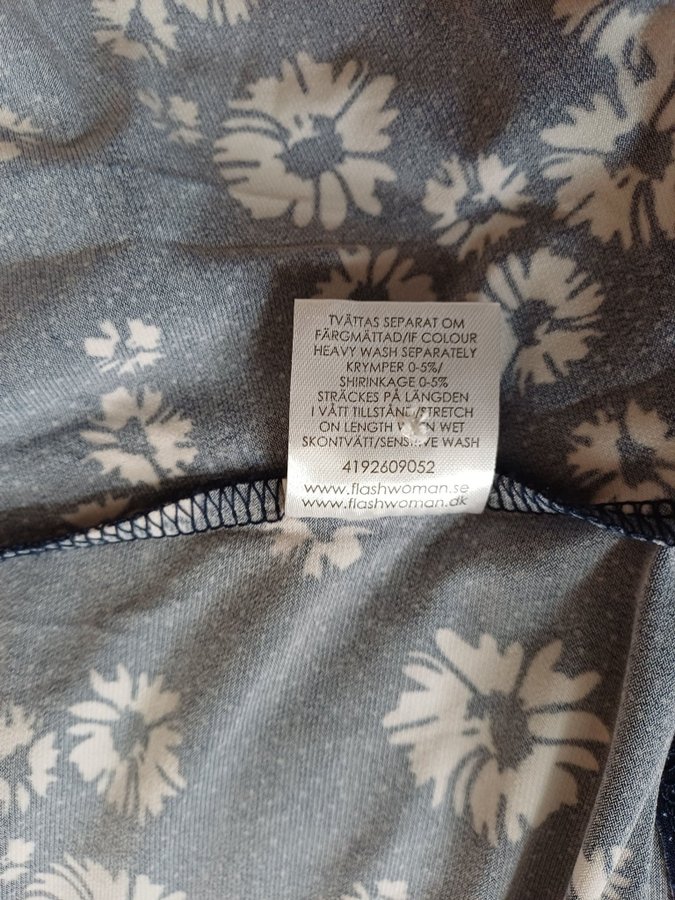 TVÄTTAS SEPARAT OM
FÄRGMÄTTAD/IF COLOUR
HEAVY WASH SEPARATELY
KRYMPER 0-5%/
SHIRINKAGE 0-5%
STRÄCKES PÅ LÄNGDEN
I VÅTT TILLSTÅND/STRETCH
ON LENGTH WHEN WET
SKONTVÄTT/SENSITIVE WASH
4192609052
www.flashwoman.se
www.flashwoman.dk